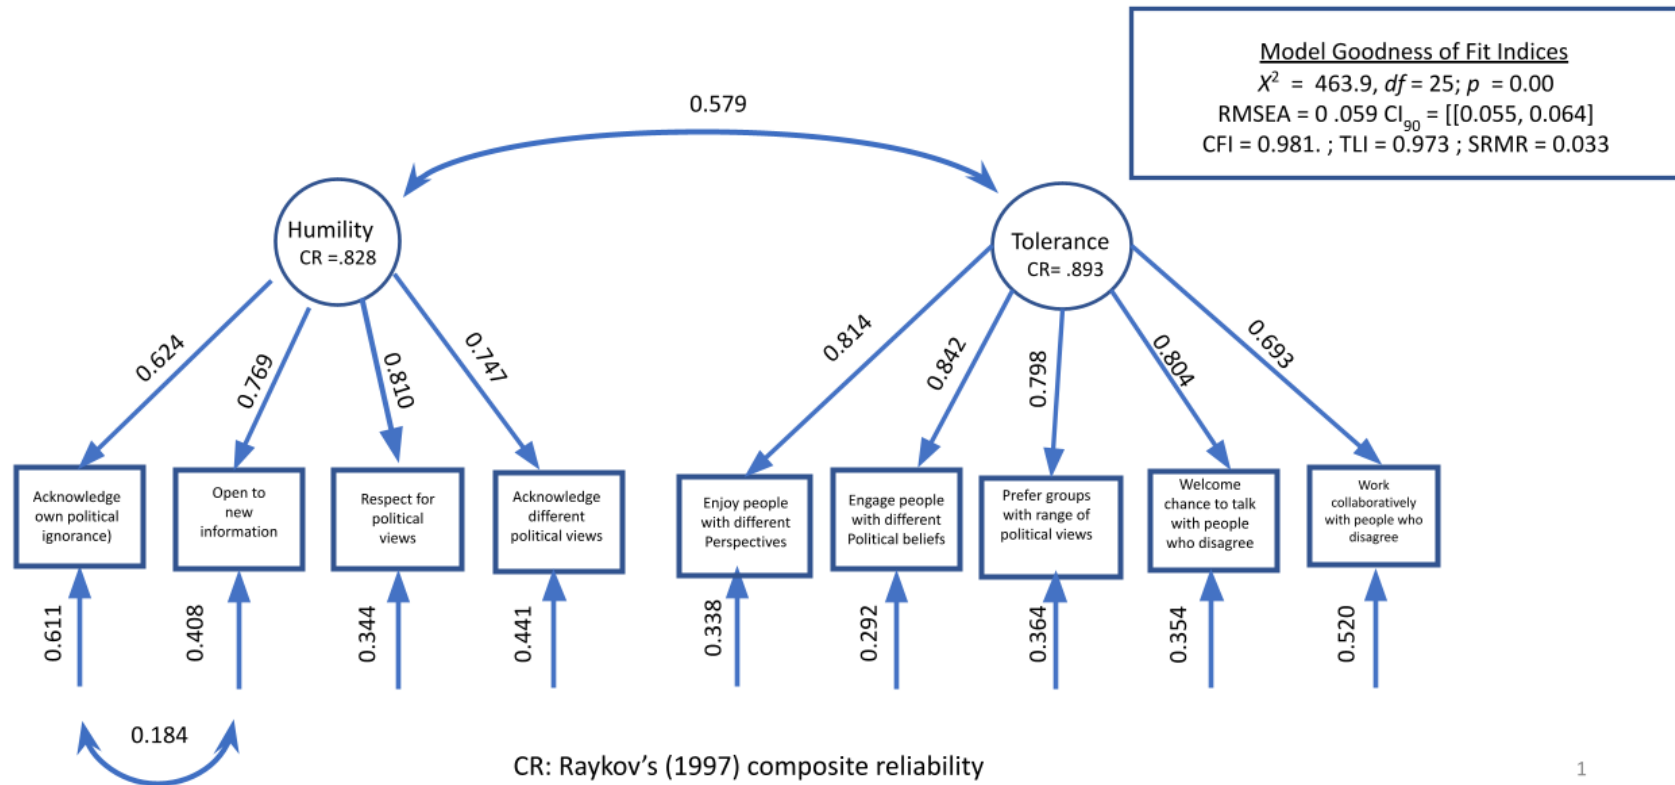 Model Goodness of Fit Indices
X² = 463.9, df = 25; p = 0.00
RMSEA = 0 .059 CI90 = [[0.055, 0.064]
CFI = 0.981. ; TLI = 0.973 ; SRMR = 0.033
0.579
Humility
CR =.828
Tolerance
CR= .893
0.624
0.769
0.810
0.747
0.814
0.842
0.798
0.804
0.693
Acknowledge
own political
ignorance)
Open to
new
information
Respect for
political
views
Acknowledge
different
political views
Enjoy people
with different
Perspectives
Engage people
with different
Political beliefs
Prefer groups
with range of
political views
Welcome
chance to talk
with people
who disagree
Work
collaboratively
with people who
disagree
0.611
0.408
0.344
0.441
0.338
0.292
0.364
0.354
0.520
0.184
CR: Raykov’s (1997) composite reliability
1